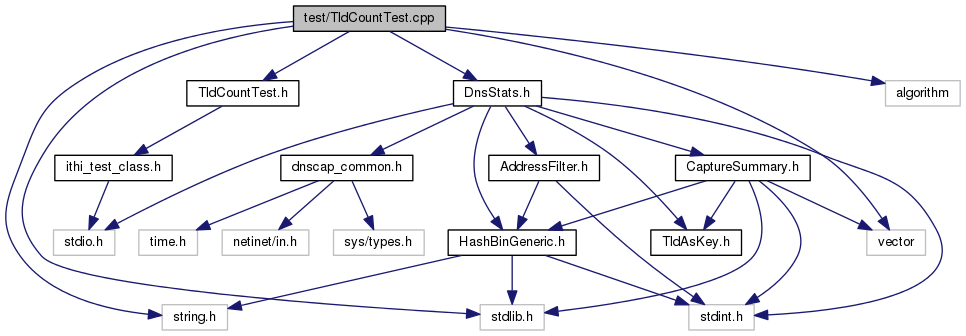 test/TldCountTest.cpp
TldCountTest.h
DnsStats.h
algorithm
ithi_test_class.h
dnscap_common.h
AddressFilter.h
CaptureSummary.h
stdio.h
time.h
netinet/in.h
sys/types.h
HashBinGeneric.h
TldAsKey.h
vector
string.h
stdlib.h
stdint.h